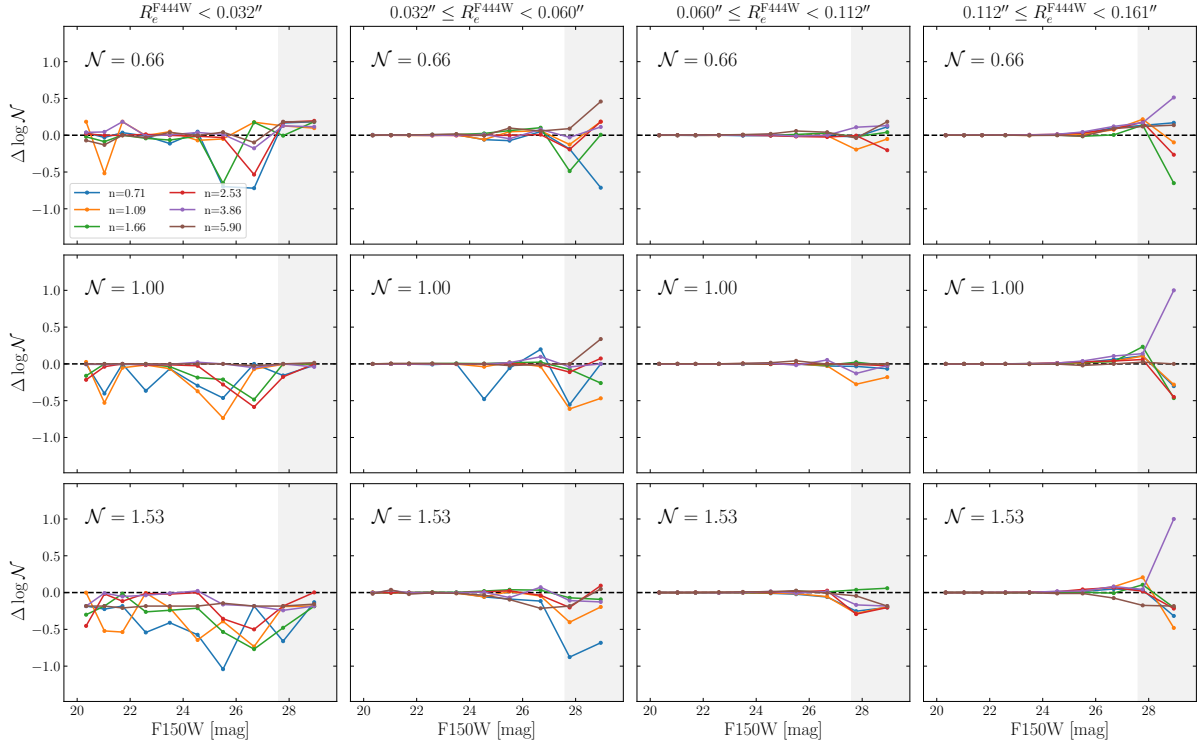 R_e^F444W < 0.032″
0.032″ ≤ R_e^F444W < 0.060″
0.060″ ≤ R_e^F444W < 0.112″
0.112″ ≤ R_e^F444W < 0.161″
𝒩 = 0.66
𝒩 = 0.66
𝒩 = 0.66
𝒩 = 0.66
1.0
0.5
0.0
−0.5
−1.0
Δ log 𝒩
n=0.71
n=1.09
n=1.66
n=2.53
n=3.86
n=5.90
𝒩 = 1.00
𝒩 = 1.00
𝒩 = 1.00
𝒩 = 1.00
1.0
0.5
0.0
−0.5
−1.0
Δ log 𝒩
𝒩 = 1.53
𝒩 = 1.53
𝒩 = 1.53
𝒩 = 1.53
1.0
0.5
0.0
−0.5
−1.0
Δ log 𝒩
20 22 24 26 28
20 22 24 26 28
20 22 24 26 28
20 22 24 26 28
F150W [mag]
F150W [mag]
F150W [mag]
F150W [mag]